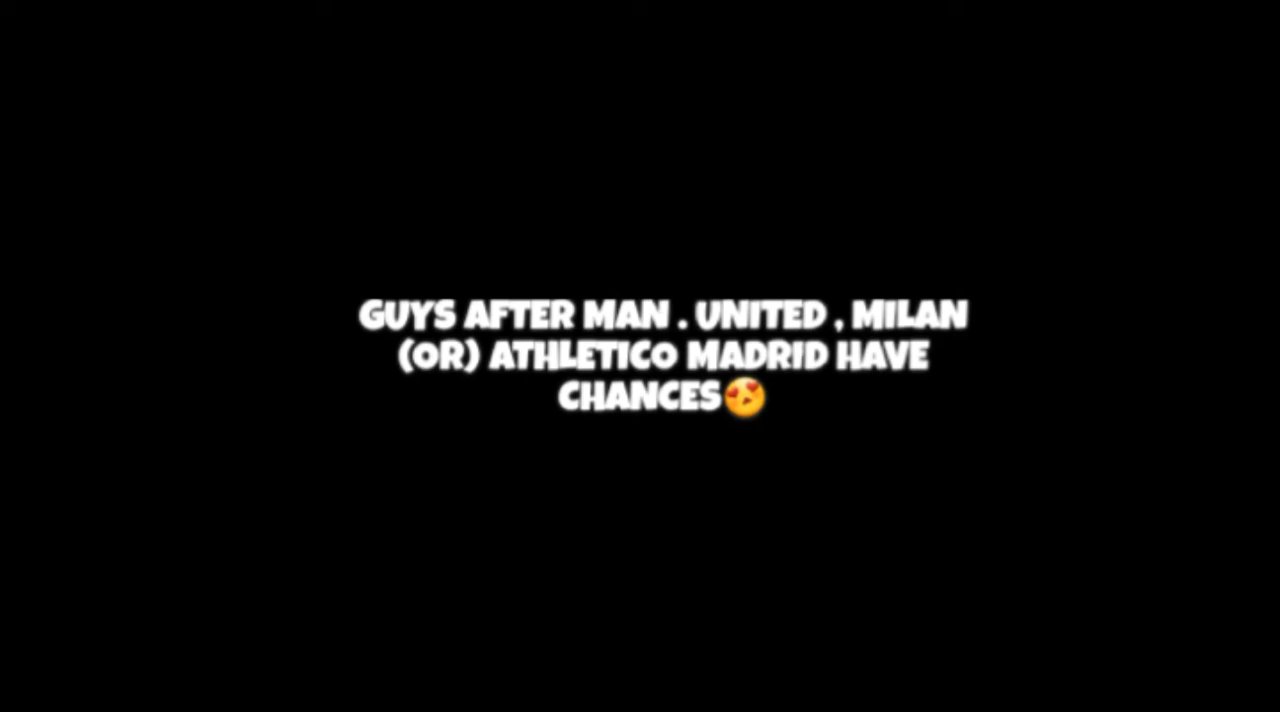 GUYS AFTER MAN . UNITED , MILAN
(OR) ATHLETICO MADRID HAVE
CHANCES😍